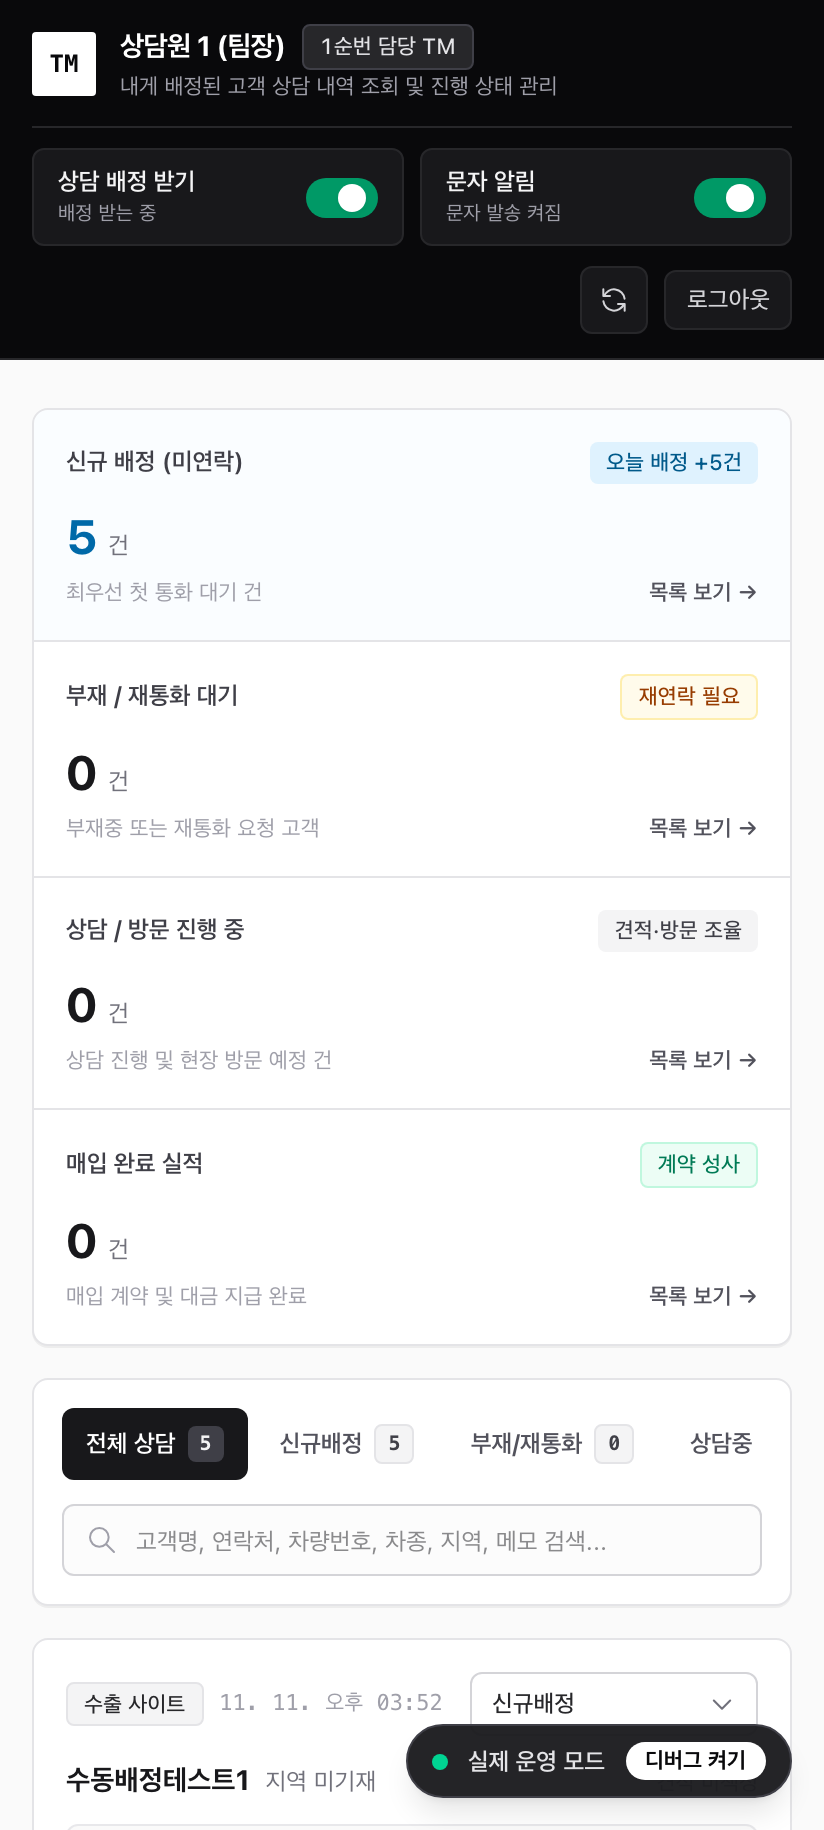 TM
상담원 1 (팀장)
1순번 담당 TM
내게 배정된 고객 상담 내역 조회 및 진행 상태 관리
상담 배정 받기
배정 받는 중
문자 알림
문자 발송 켜짐
로그아웃
신규 배정 (미연락)
오늘 배정 +5건
5 건
최우선 첫 통화 대기 건
목록 보기 →
부재 / 재통화 대기
재연락 필요
0 건
부재중 또는 재통화 요청 고객
목록 보기 →
상담 / 방문 진행 중
견적·방문 조율
0 건
상담 진행 및 현장 방문 예정 건
목록 보기 →
매입 완료 실적
계약 성사
0 건
매입 계약 및 대금 지급 완료
목록 보기 →
전체 상담 5
신규배정 5
부재/재통화 0
상담중
고객명, 연락처, 차량번호, 차종, 지역, 메모 검색...
수출 사이트
11. 11. 오후 03:52
신규배정
수동배정테스트1 지역 미기재
실제 운영 모드
디버그 켜기